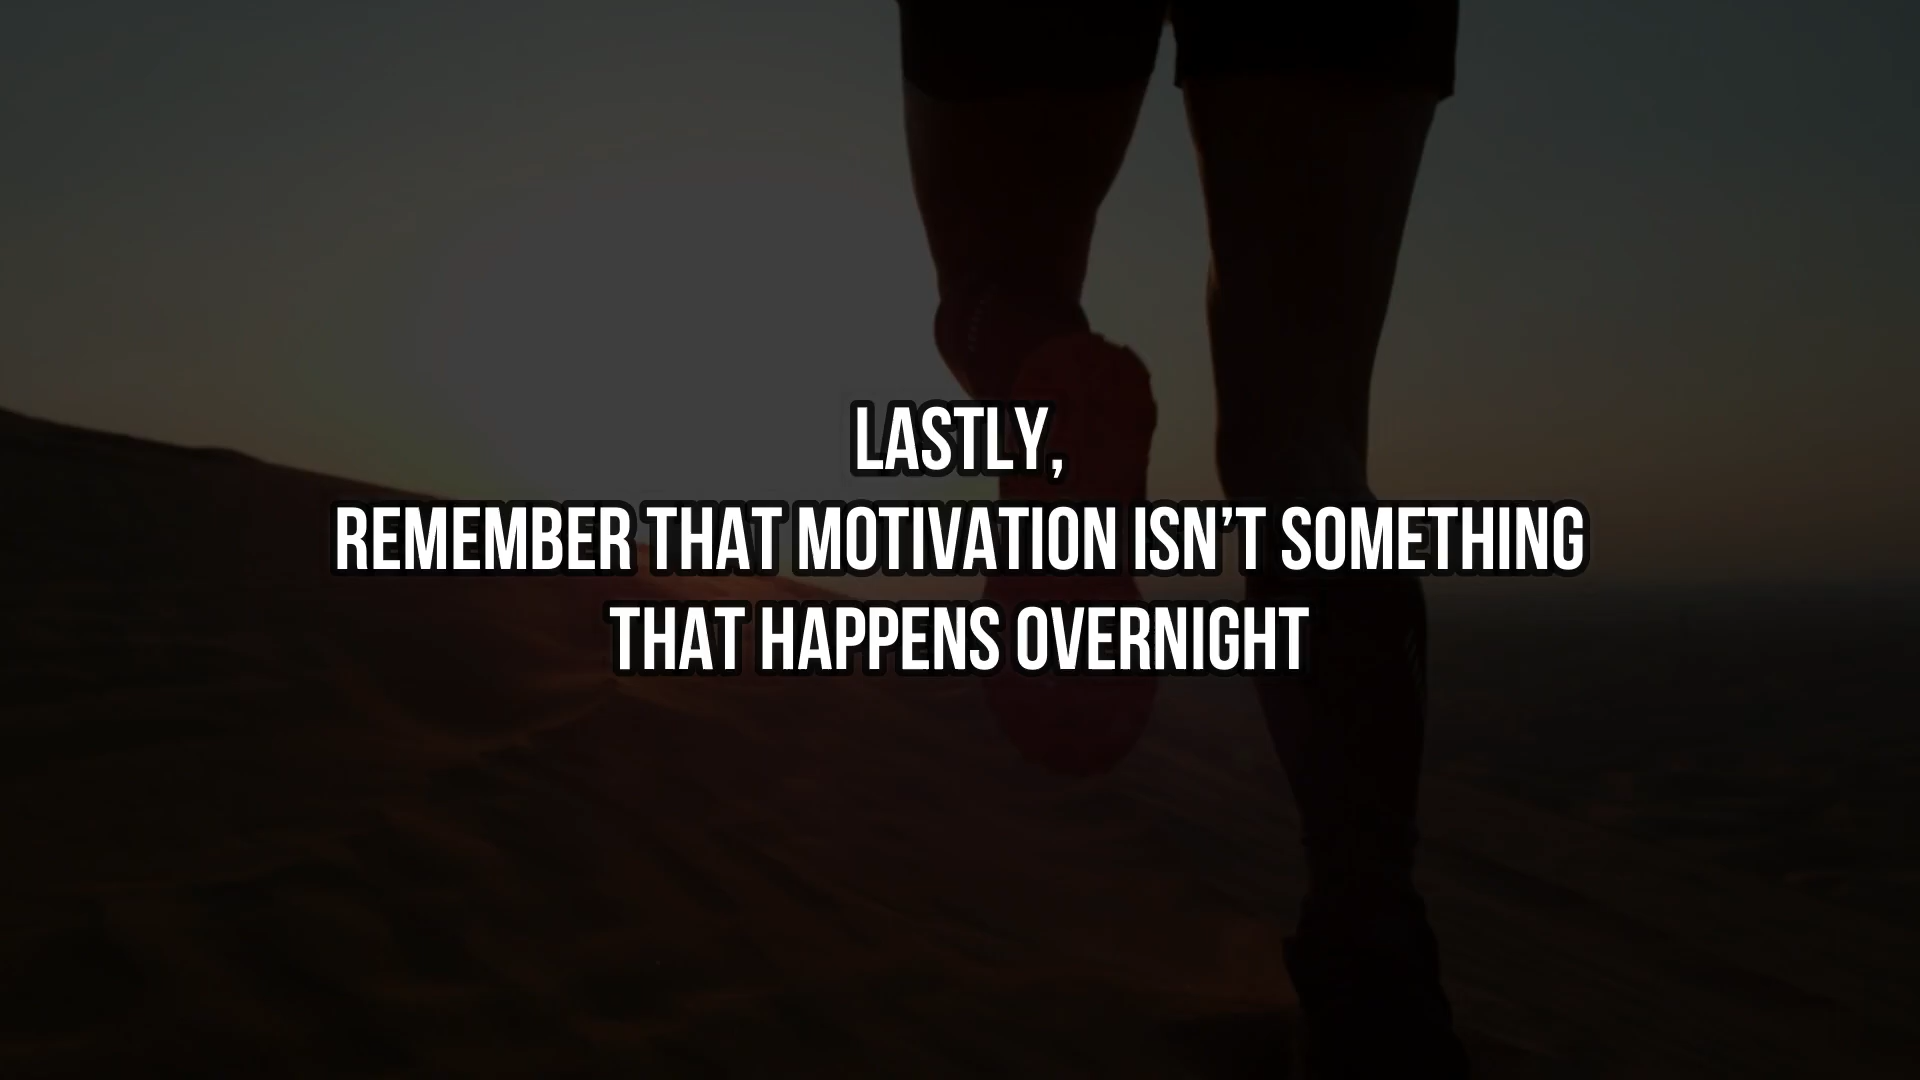 LASTLY,
REMEMBER THAT MOTIVATION ISN’T SOMETHING
THAT HAPPENS OVERNIGHT